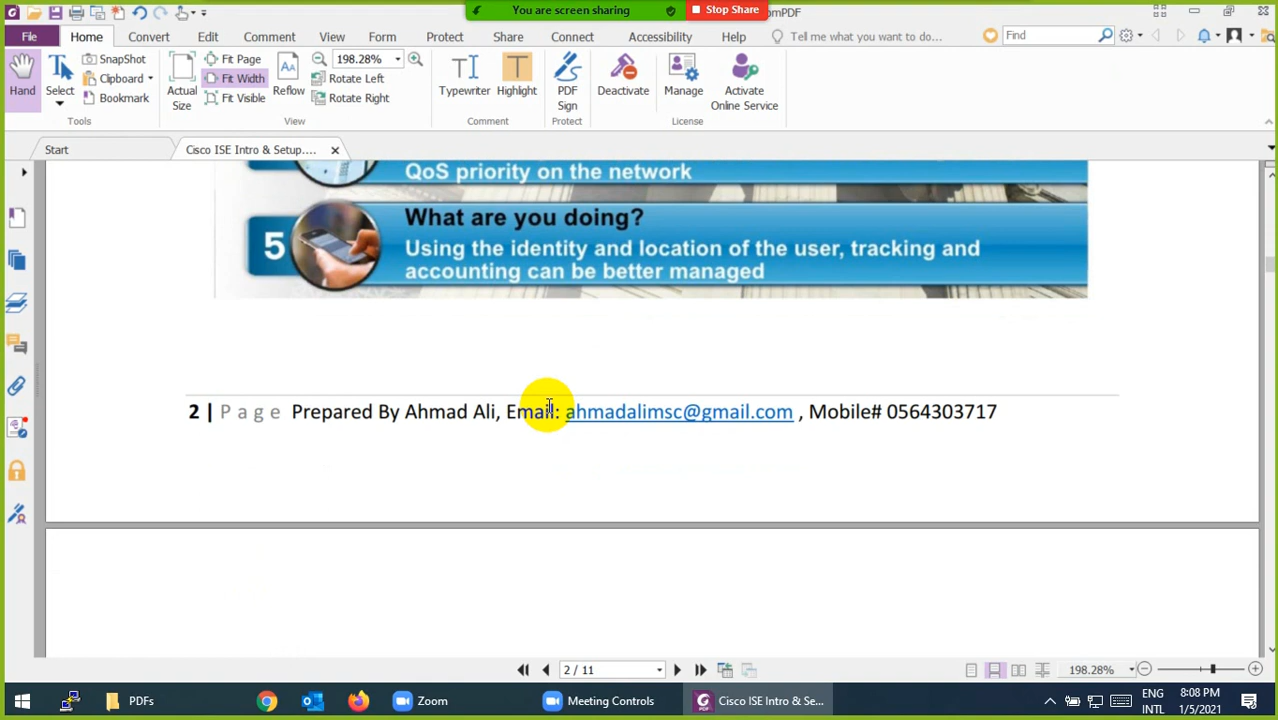 You are screen sharing
Stop Share
omPDF
File Home Convert Edit Comment View Form Protect Share Connect Accessibility Help Tell me what you want to do... Find
Hand
Select
SnapShot
Clipboard
Bookmark
Tools
Actual Size
Fit Page
Fit Width
Fit Visible
Reflow
198.28%
Rotate Left
Rotate Right
View
Typewriter
Highlight
Comment
PDF Sign
Protect
Deactivate
Manage
Activate Online Service
License
Start
Cisco ISE Intro & Setup....
QoS priority on the network
5
What are you doing?
Using the identity and location of the user, tracking and
accounting can be better managed
2 | Page Prepared By Ahmad Ali, Email: ahmadalimsc@gmail.com , Mobile# 0564303717
2 / 11
198.28%
PDFs
Zoom
Meeting Controls
Cisco ISE Intro & Se...
ENG
INTL
8:08 PM
1/5/2021